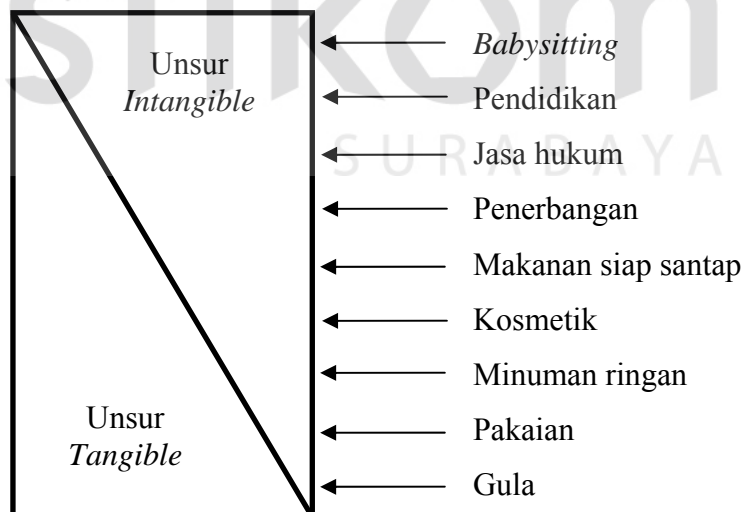 stikom
SURABAYA
Unsur
Intangible
Babysitting
Pendidikan
Jasa hukum
Penerbangan
Makanan siap santap
Kosmetik
Minuman ringan
Pakaian
Gula
Unsur
Tangible